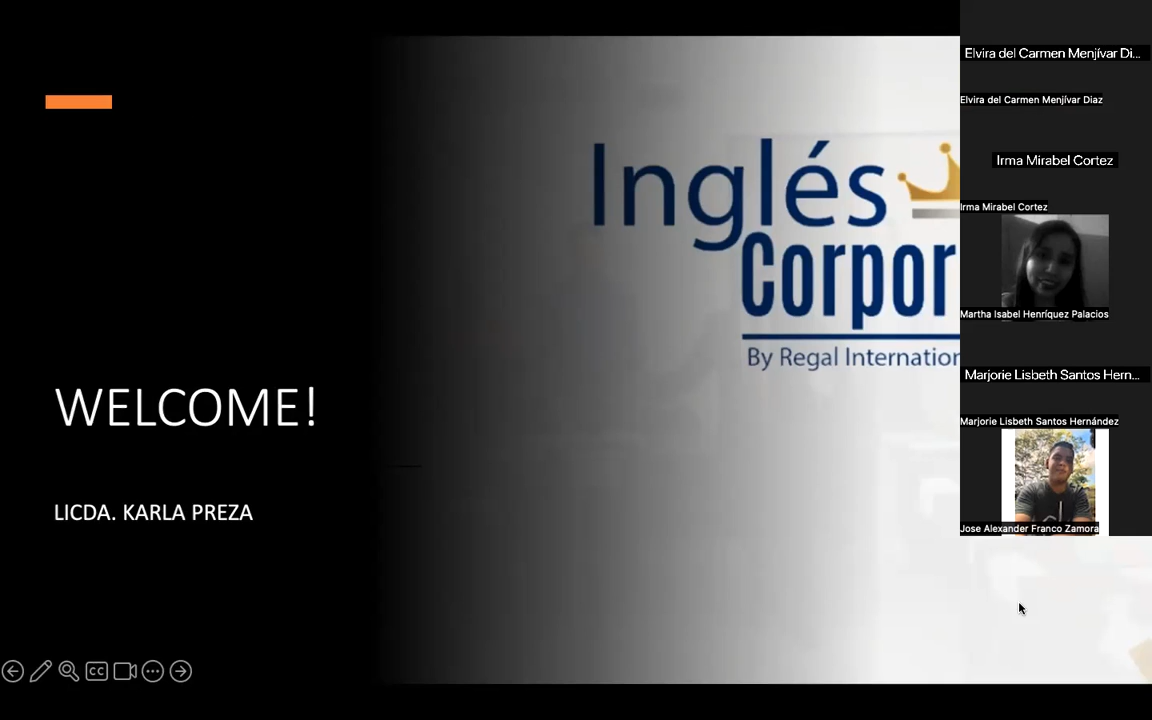 Inglés
Corpor
By Regal Internation
WELCOME!
LICDA. KARLA PREZA
CC
Elvira del Carmen Menjívar Di...
Elvira del Carmen Menjívar Diaz
Irma Mirabel Cortez
Irma Mirabel Cortez
Martha Isabel Henríquez Palacios
Marjorie Lisbeth Santos Hern...
Marjorie Lisbeth Santos Hernández
Jose Alexander Franco Zamora